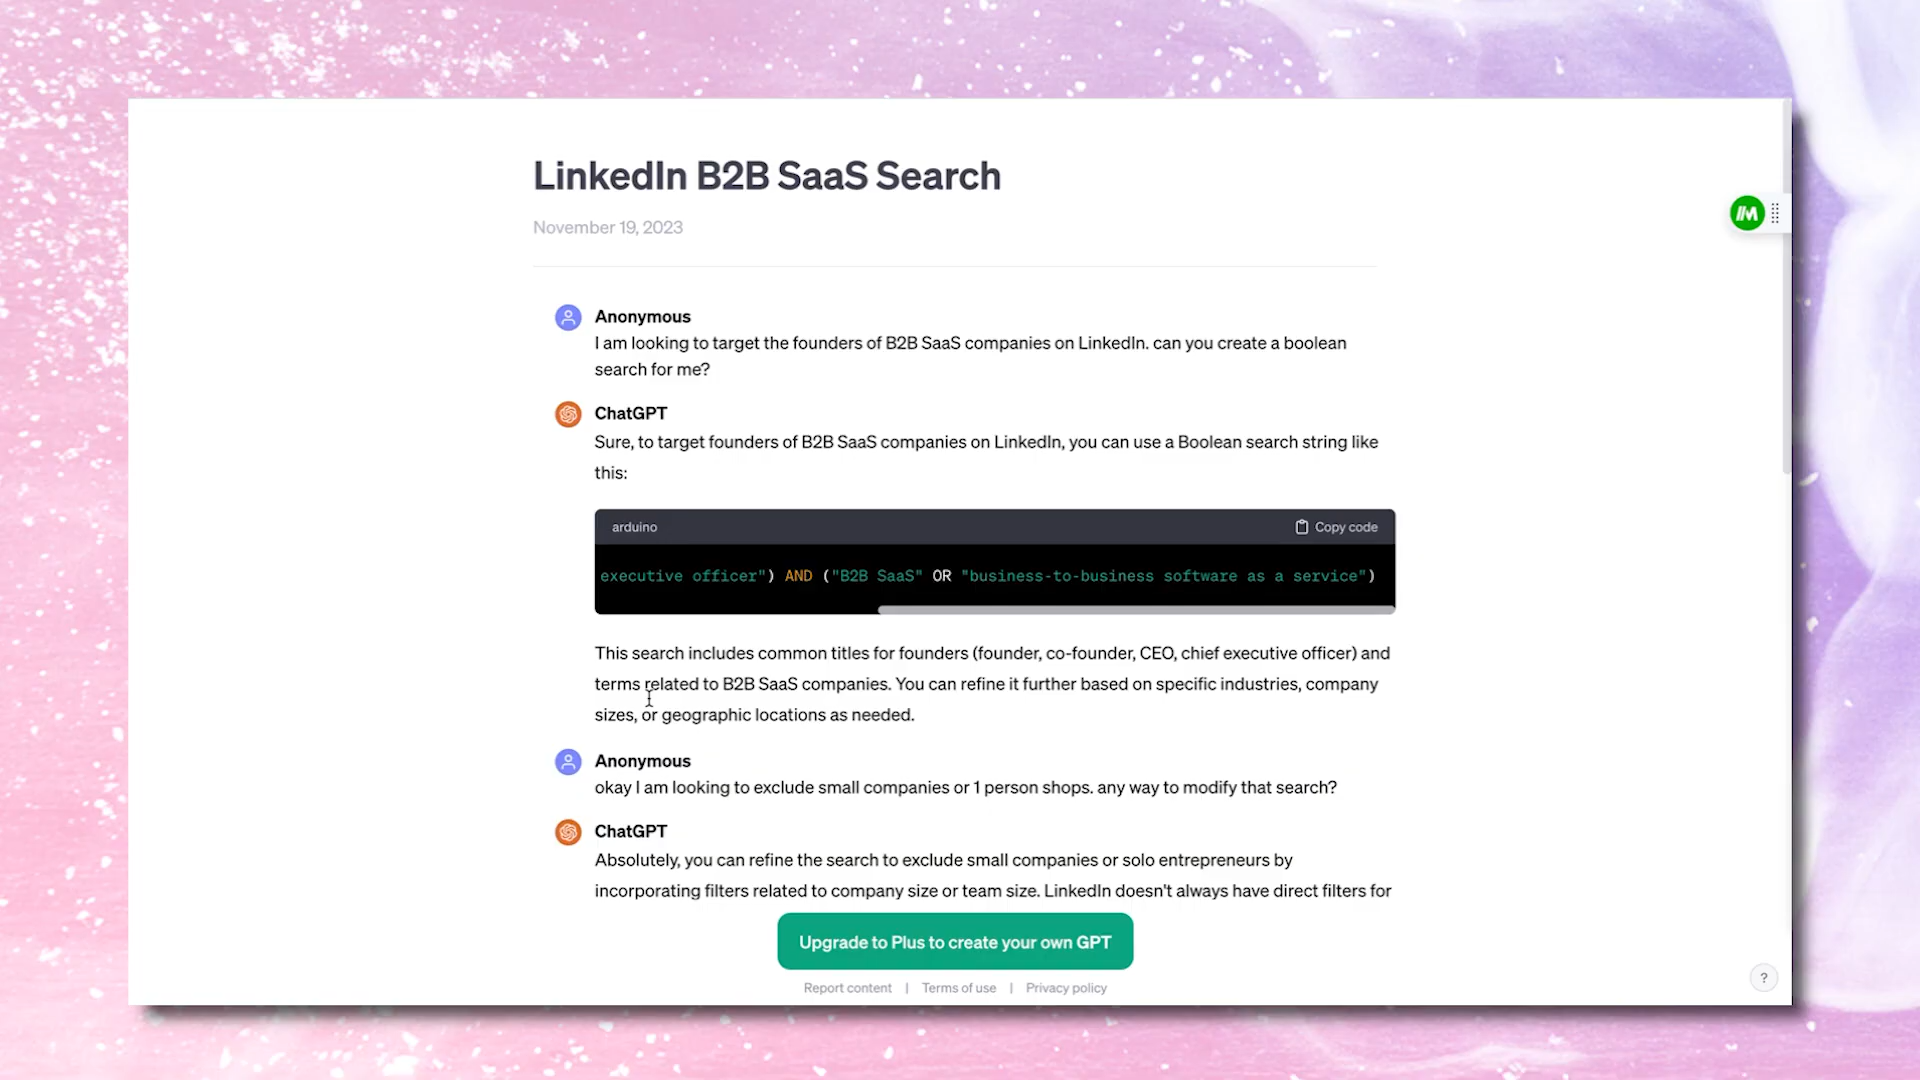 LinkedIn B2B SaaS Search
November 19, 2023
Anonymous
I am looking to target the founders of B2B SaaS companies on LinkedIn. can you create a boolean
search for me?
ChatGPT
Sure, to target founders of B2B SaaS companies on LinkedIn, you can use a Boolean search string like
this:
arduino
Copy code
executive officer") AND ("B2B SaaS" OR "business-to-business software as a service")
This search includes common titles for founders (founder, co-founder, CEO, chief executive officer) and
terms related to B2B SaaS companies. You can refine it further based on specific industries, company
sizes, or geographic locations as needed.
Anonymous
okay I am looking to exclude small companies or 1 person shops. any way to modify that search?
ChatGPT
Absolutely, you can refine the search to exclude small companies or solo entrepreneurs by
incorporating filters related to company size or team size. LinkedIn doesn't always have direct filters for
Upgrade to Plus to create your own GPT
Report content | Terms of use | Privacy policy
?